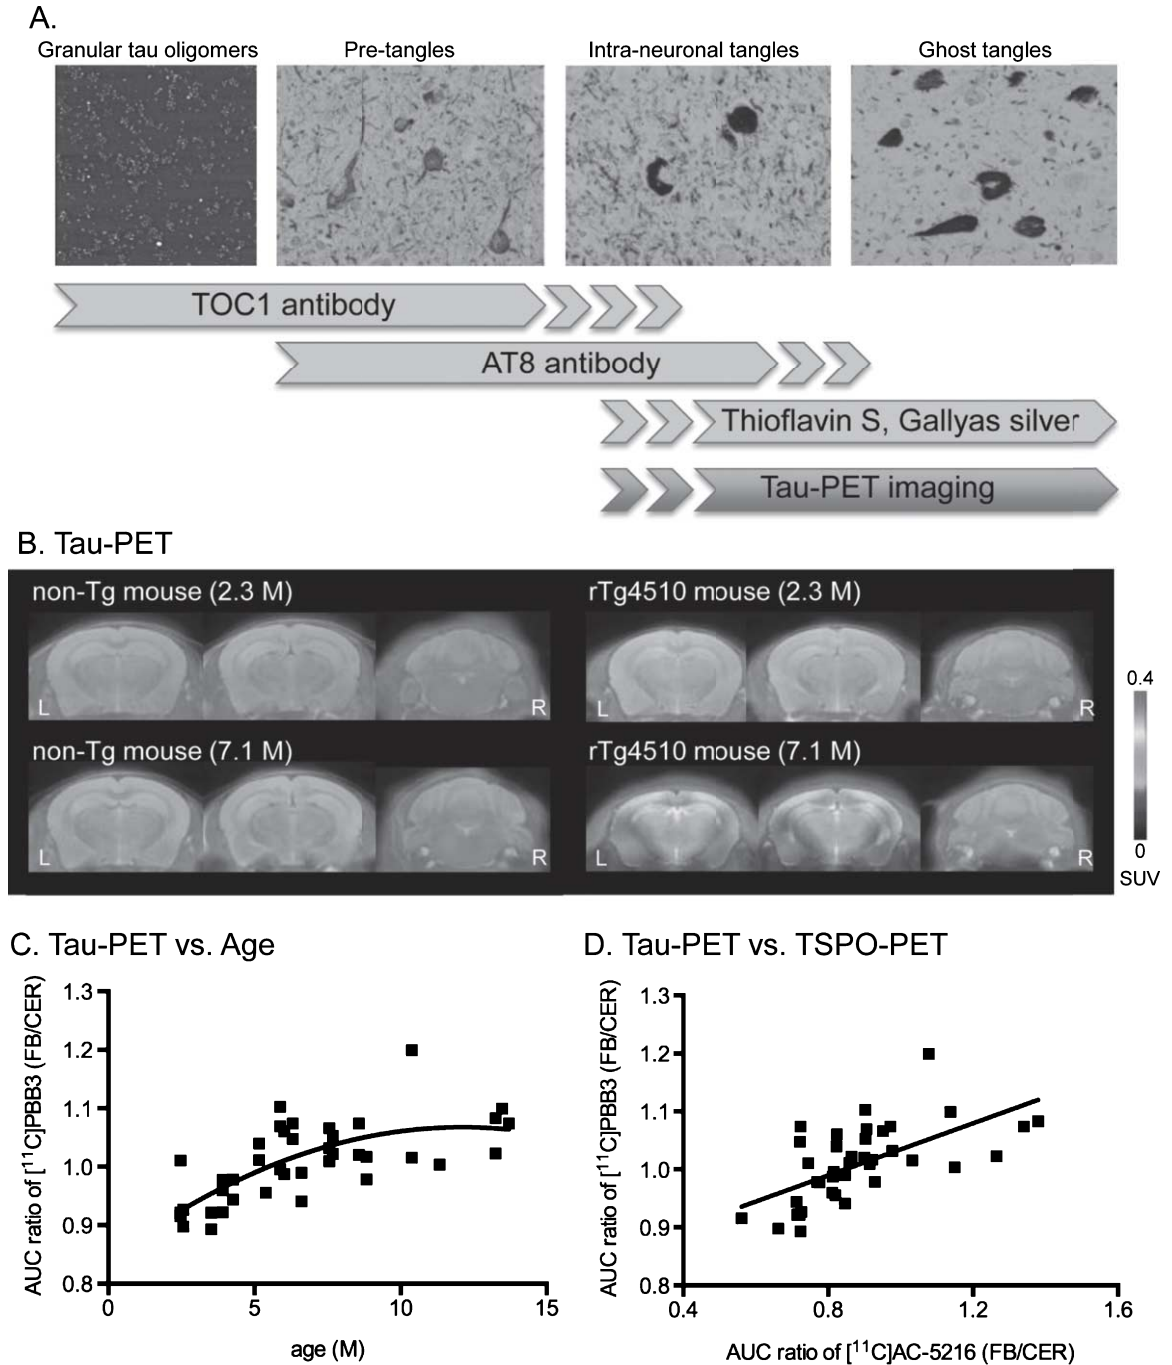 A.
Granular tau oligomers
Pre-tangles
Intra-neuronal tangles
Ghost tangles
TOC1 antibody
AT8 antibody
Thioflavin S, Gallyas silver
Tau-PET imaging
B. Tau-PET
non-Tg mouse (2.3 M)
rTg4510 mouse (2.3 M)
L
R
L
R
non-Tg mouse (7.1 M)
rTg4510 mouse (7.1 M)
L
R
L
R
0.4
0
SUV
C. Tau-PET vs. Age
AUC ratio of [¹¹C]PBB3 (FB/CER)
1.3
1.2
1.1
1.0
0.9
0.8
0
5
10
15
age (M)
D. Tau-PET vs. TSPO-PET
AUC ratio of [¹¹C]PBB3 (FB/CER)
1.3
1.2
1.1
1.0
0.9
0.8
0.4
0.8
1.2
1.6
AUC ratio of [¹¹C]AC-5216 (FB/CER)